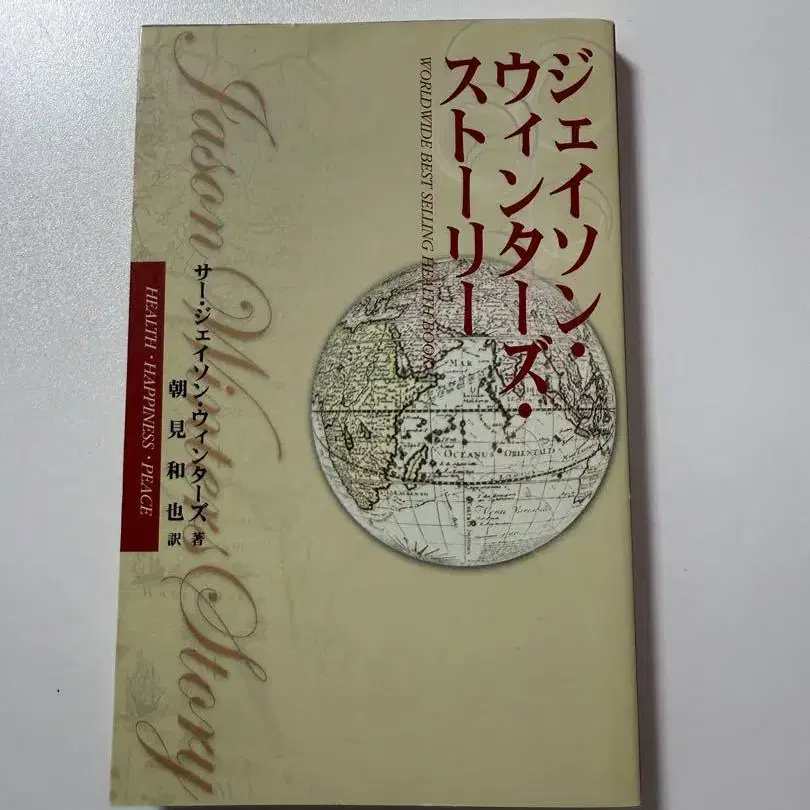 ジェイソン・
ウィンターズ・
ストーリー
WORLDWIDE BEST SELLING HEALTH BOOK
サー・ジェイソン・ウィンターズ 著
朝見和也 訳
HEALTH・HAPPINESS・PEACE
Jason Winters Story
MAR
OCEANUS ORIENTALIS